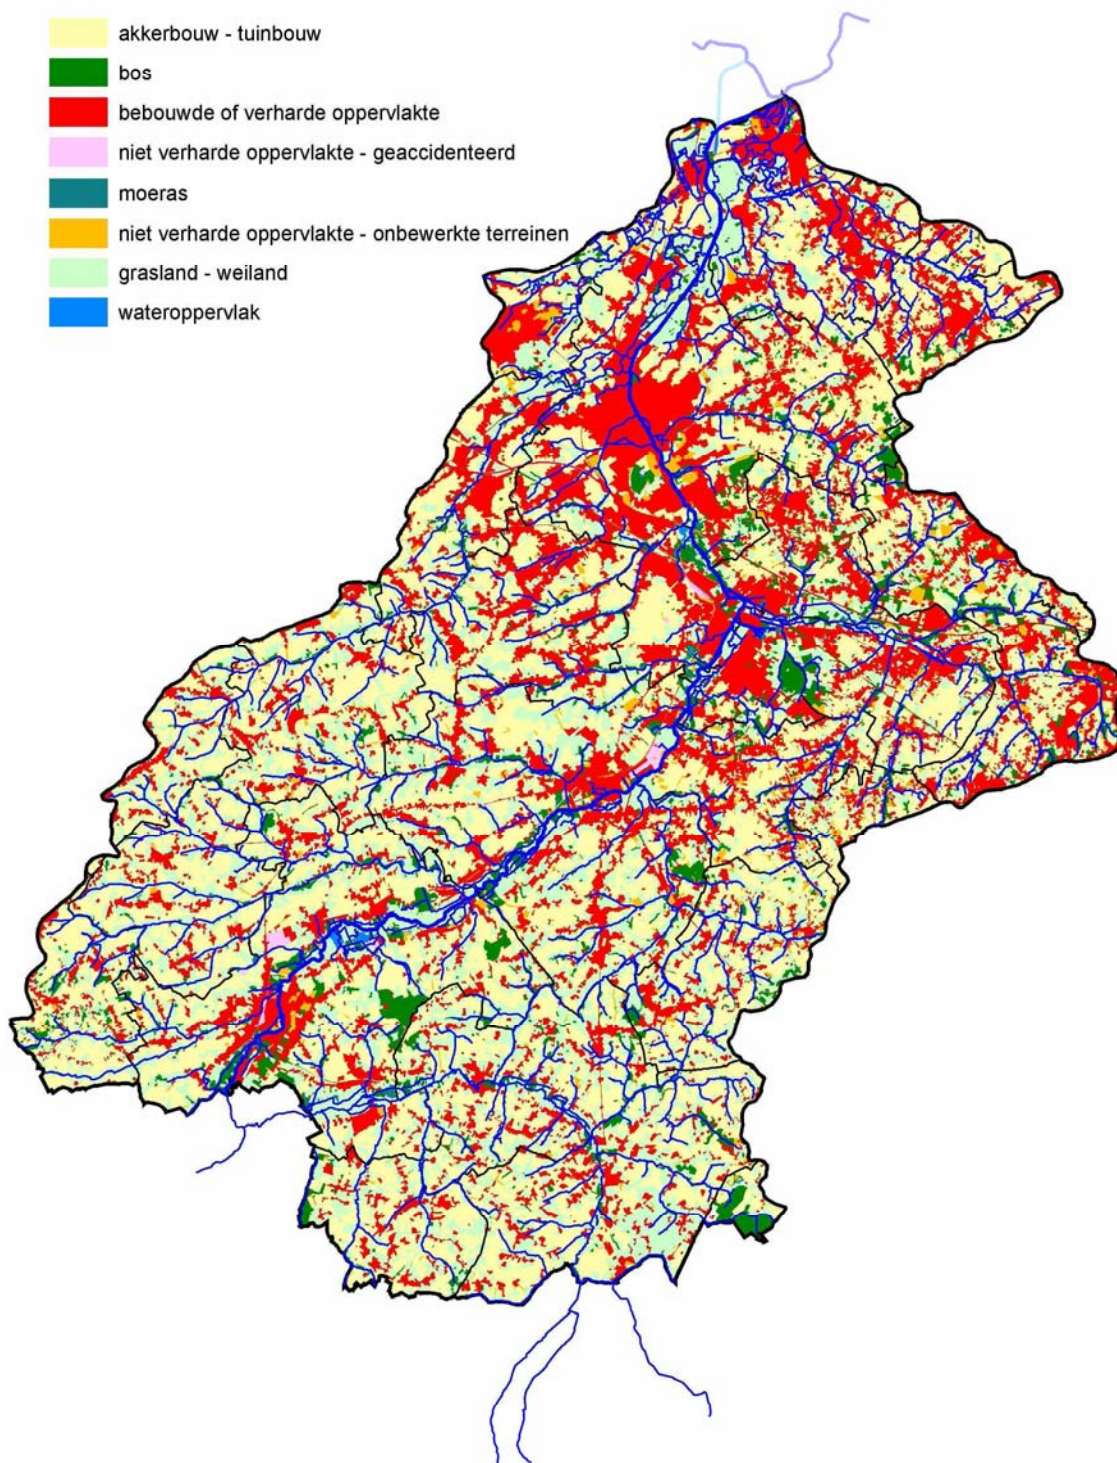 akkerbouw - tuinbouw
bos
bebouwde of verharde oppervlakte
niet verharde oppervlakte - geaccidenteerd
moeras
niet verharde oppervlakte - onbewerkte terreinen
grasland - weiland
wateroppervlak